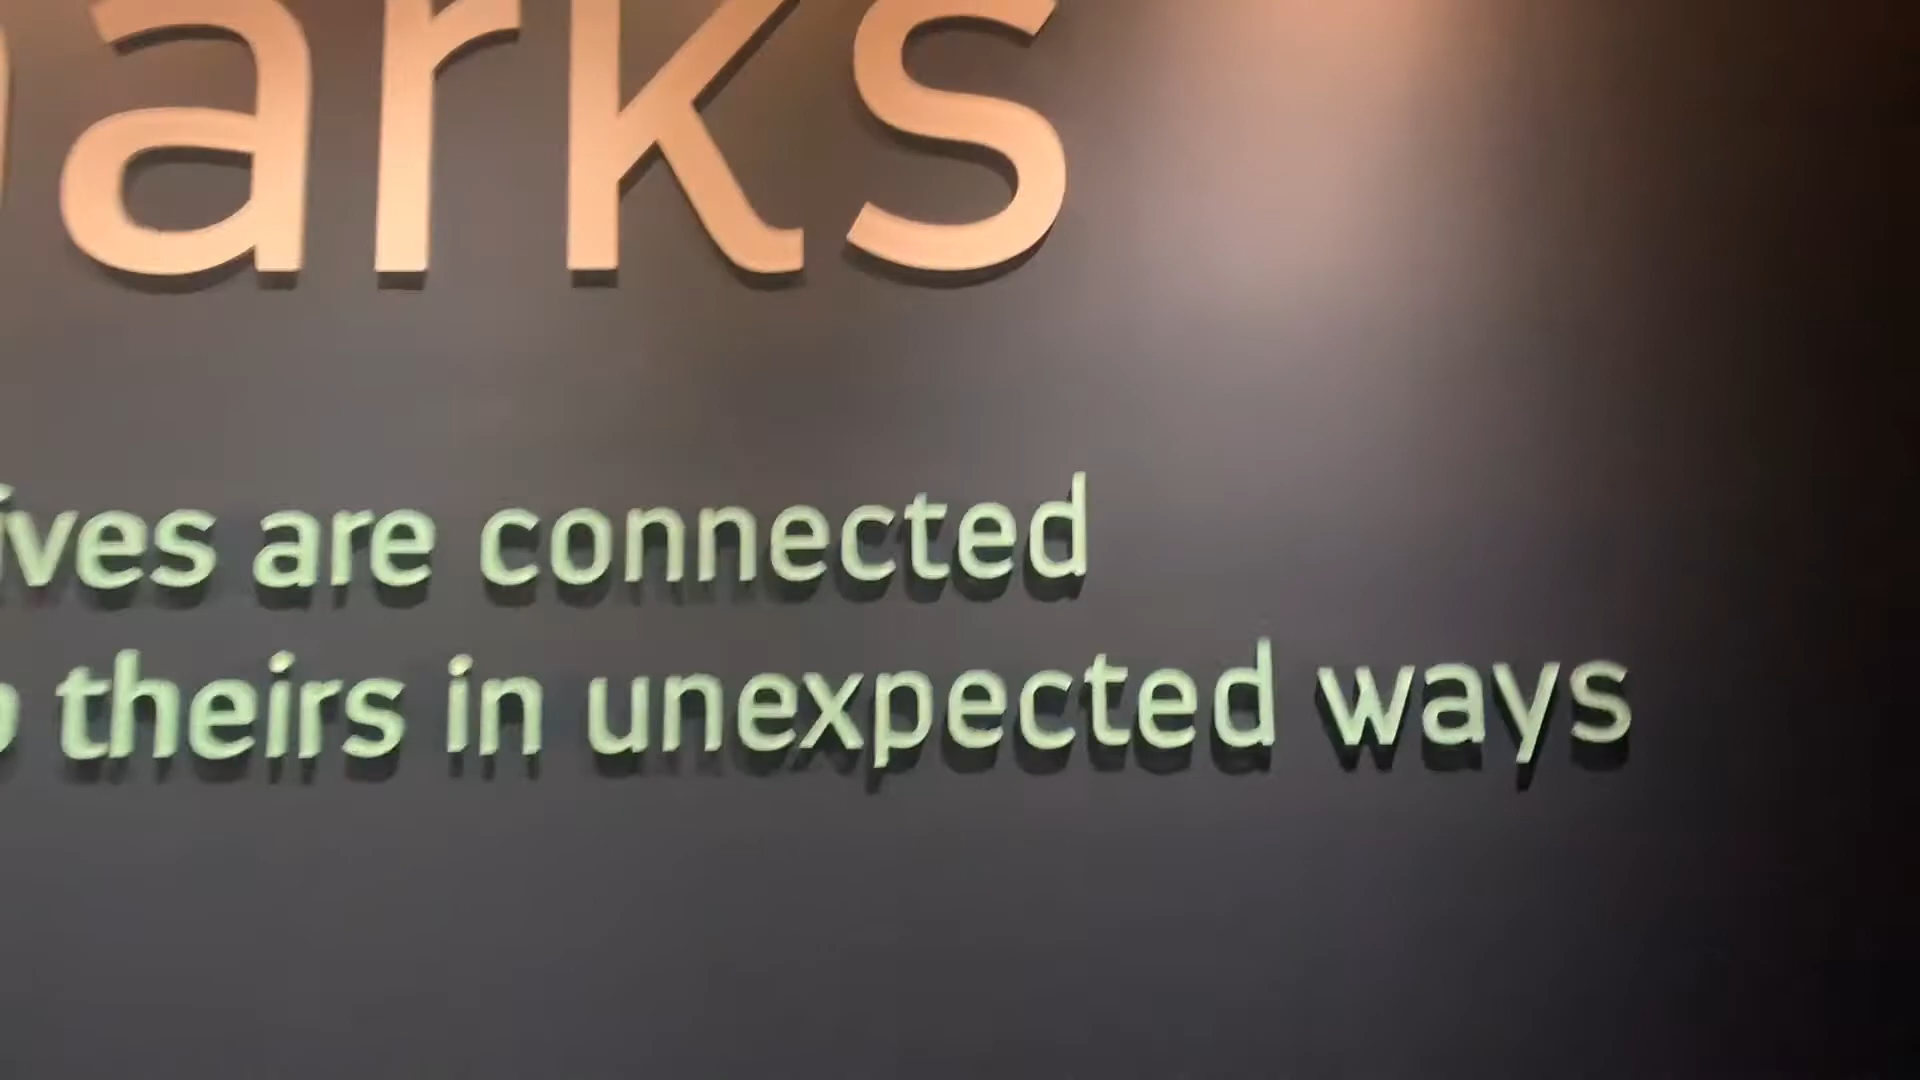 arks
ives are connected
theirs in unexpected ways